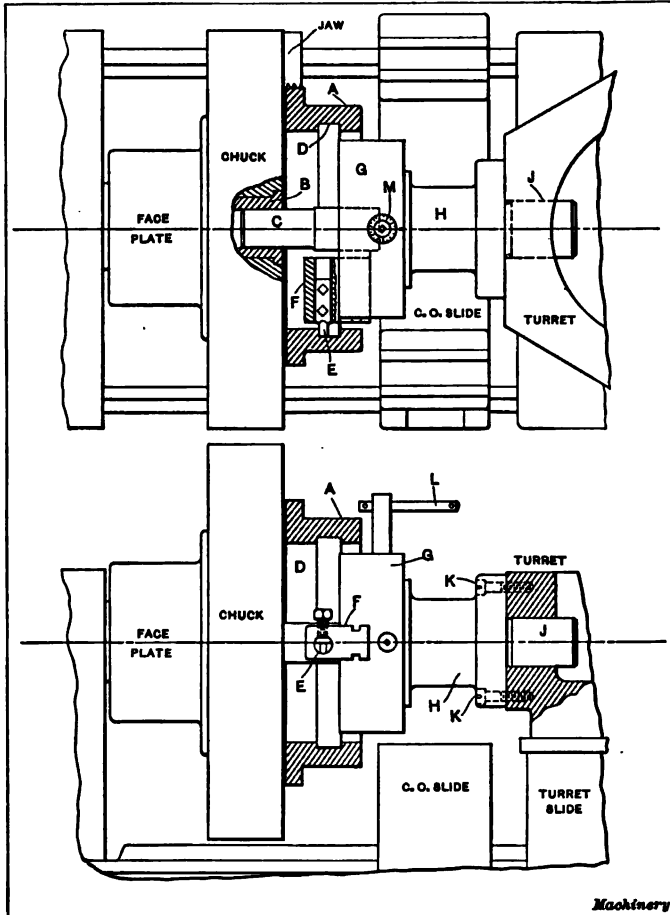 JAW
A
D
CHUCK
G
B
M
J
C
H
FACE
PLATE
F
C. O. SLIDE
TURRET
E
L
A
G
TURRET
K
D
CHUCK
F
FACE
PLATE
J
E
H
K
C. O. SLIDE
TURRET
SLIDE
Machinery